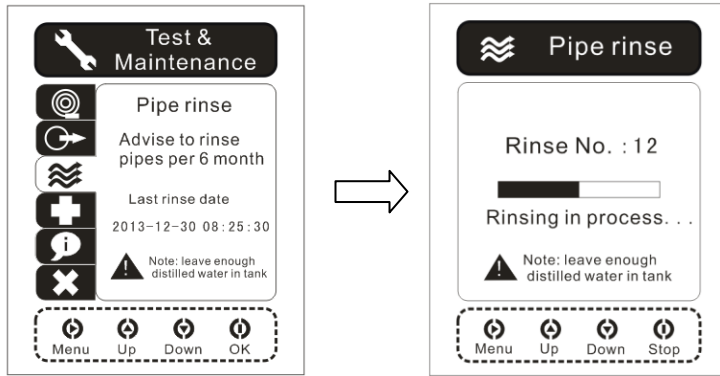 Test &
Maintenance
Pipe rinse
Advise to rinse
pipes per 6 month
Last rinse date
2013-12-30 08:25:30
Note: leave enough
distilled water in tank
Menu Up Down OK
Pipe rinse
Rinse No. : 12
Rinsing in process...
Note: leave enough
distilled water in tank
Menu Up Down Stop